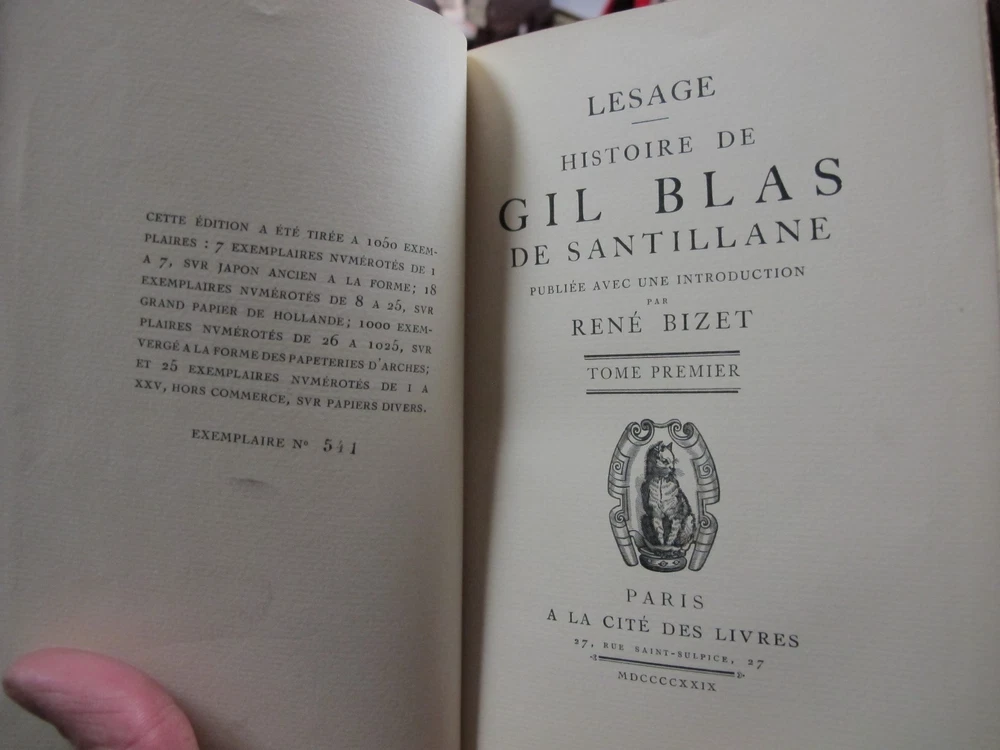 CETTE ÉDITION A ÉTÉ TIRÉE A 1050 EXEM-
PLAIRES : 7 EXEMPLAIRES NVMÉROTÉS DE 1
A 7, SVR JAPON ANCIEN A LA FORME; 18
EXEMPLAIRES NVMÉROTÉS DE 8 A 25, SVR
GRAND PAPIER DE HOLLANDE; 1000 EXEM-
PLAIRES NVMÉROTÉS DE 26 A 1025, SVR
VERGÉ A LA FORME DES PAPETERIES D'ARCHES;
ET 25 EXEMPLAIRES NVMÉROTÉS DE I A
XXV, HORS COMMERCE, SVR PAPIERS DIVERS.
EXEMPLAIRE Nº 541
LESAGE
HISTOIRE DE
GIL BLAS
DE SANTILLANE
PUBLIÉE AVEC UNE INTRODUCTION
PAR
RENÉ BIZET
TOME PREMIER
PARIS
A LA CITÉ DES LIVRES
27, RUE SAINT-SULPICE, 27
MDCCCCXXIX